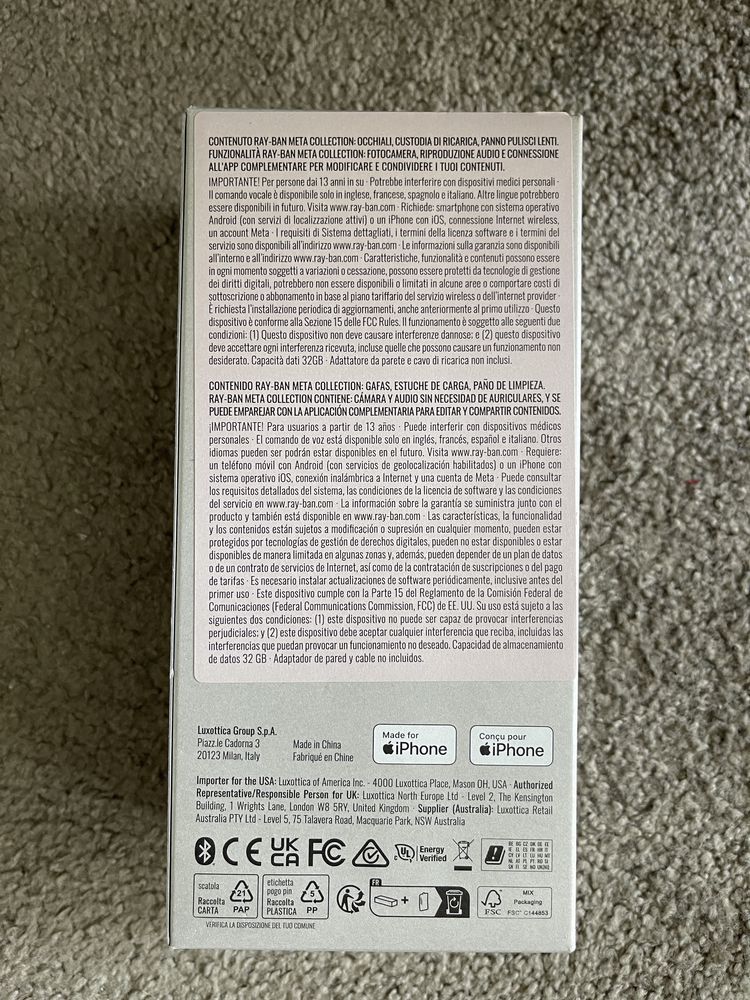 CONTENUTO RAY-BAN META COLLECTION: OCCHIALI, CUSTODIA DI RICARICA, PANNO PULISCI LENTI.
FUNZIONALITÀ RAY-BAN META COLLECTION: FOTOCAMERA, RIPRODUZIONE AUDIO E CONNESSIONE
ALL'APP COMPLEMENTARE PER MODIFICARE E CONDIVIDERE I TUOI CONTENUTI.
IMPORTANTE! Per persone dai 13 anni in su · Potrebbe interferire con dispositivi medici personali ·
Il comando vocale è disponibile solo in inglese, francese, spagnolo e italiano. Altre lingue potrebbero
essere disponibili in futuro. Visita www.ray-ban.com · Richiede: smartphone con sistema operativo
Android (con servizi di localizzazione attivi) o un iPhone con iOS, connessione Internet wireless,
un account Meta · I requisiti di Sistema dettagliati, i termini della licenza software e i termini del
servizio sono disponibili all'indirizzo www.ray-ban.com · Le informazioni sulla garanzia sono disponibili
all'interno e all'indirizzo www.ray-ban.com · Caratteristiche, funzionalità e contenuti possono essere
in ogni momento soggetti a variazioni o cessazione, possono essere protetti da tecnologie di gestione
dei diritti digitali, potrebbero non essere disponibili o limitati in alcune aree o comportare costi di
sottoscrizione o abbonamento in base al piano tariffario del servizio wireless o dell'internet provider ·
È richiesta l'installazione periodica di aggiornamenti, anche anteriormente al primo utilizzo · Questo
dispositivo è conforme alla Sezione 15 delle FCC Rules. Il funzionamento è soggetto alle seguenti due
condizioni: (1) Questo dispositivo non deve causare interferenze dannose; e (2) questo dispositivo
deve accettare ogni interferenza ricevuta, incluse quelle che possono causare un funzionamento non
desiderato. Capacità dati 32GB · Adattatore da parete e cavo di ricarica non inclusi.
CONTENIDO RAY-BAN META COLLECTION: GAFAS, ESTUCHE DE CARGA, PAÑO DE LIMPIEZA.
RAY-BAN META COLLECTION CONTIENE: CÁMARA Y AUDIO SIN NECESIDAD DE AURICULARES, Y SE
PUEDE EMPAREJAR CON LA APLICACIÓN COMPLEMENTARIA PARA EDITAR Y COMPARTIR CONTENIDOS.
¡IMPORTANTE! Para usuarios a partir de 13 años · Puede interferir con dispositivos médicos
personales · El comando de voz está disponible solo en inglés, francés, español e italiano. Otros
idiomas pueden ser podrán estar disponibles en el futuro. Visita www.ray-ban.com · Requiere:
un teléfono móvil con Android (con servicios de geolocalización habilitados) o un iPhone con
sistema operativo iOS, conexión inalámbrica a Internet y una cuenta de Meta · Puede consultar
los requisitos detallados del sistema, las condiciones de la licencia de software y las condiciones
del servicio en www.ray-ban.com · La información sobre la garantía se suministra junto con el
producto y también está disponible en www.ray-ban.com · Las características, la funcionalidad
y los contenidos están sujetos a modificación o supresión en cualquier momento, pueden estar
protegidos por tecnologías de gestión de derechos digitales, pueden no estar disponibles o estar
disponibles de manera limitada en algunas zonas y, además, pueden depender de un plan de datos
o de un contrato de servicios de Internet, así como de la contratación de suscripciones o del pago
de tarifas · Es necesario instalar actualizaciones de software periódicamente, inclusive antes del
primer uso · Este dispositivo cumple con la Parte 15 del Reglamento de la Comisión Federal de
Comunicaciones (Federal Communications Commission, FCC) de EE. UU. Su uso está sujeto a las
siguientes dos condiciones: (1) este dispositivo no puede ser capaz de provocar interferencias
perjudiciales; y (2) este dispositivo debe aceptar cualquier interferencia que reciba, incluidas las
interferencias que puedan provocar un funcionamiento no deseado. Capacidad de almacenamiento
de datos 32 GB · Adaptador de pared y cable no incluidos.
Luxottica Group S.p.A.
Piazz.le Cadorna 3
20123 Milan, Italy
Made in China
Fabriqué en Chine
Made for
iPhone
Conçu pour
iPhone
Importer for the USA: Luxottica of America Inc. - 4000 Luxottica Place, Mason OH, USA · Authorized
Representative/Responsible Person for UK: Luxottica North Europe Ltd - Level 2, The Kensington
Building, 1 Wrights Lane, London W8 5RY, United Kingdom · Supplier (Australia): Luxottica Retail
Australia PTY Ltd - Level 5, 75 Talavera Road, Macquarie Park, NSW Australia
CE UK CA FC c UL Energy Verified
scatola
Raccolta
CARTA
21
PAP
etichetta
pogo pin
Raccolta
PLASTICA
5
PP
FR
+
FSC
MIX
Packaging
FSC® C144853
VERIFICA LA DISPOSIZIONE DEL TUO COMUNE